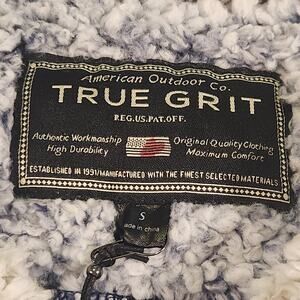 American Outdoor Co.
TRUE GRIT
REG.US.PAT.OFF.
Authentic Workmanship
High Durability
Original Quality Clothing
Maximum Comfort
ESTABLISHED IN 1991/MANUFACTURED WITH THE FINEST SELECTED MATERIALS
S
made in china